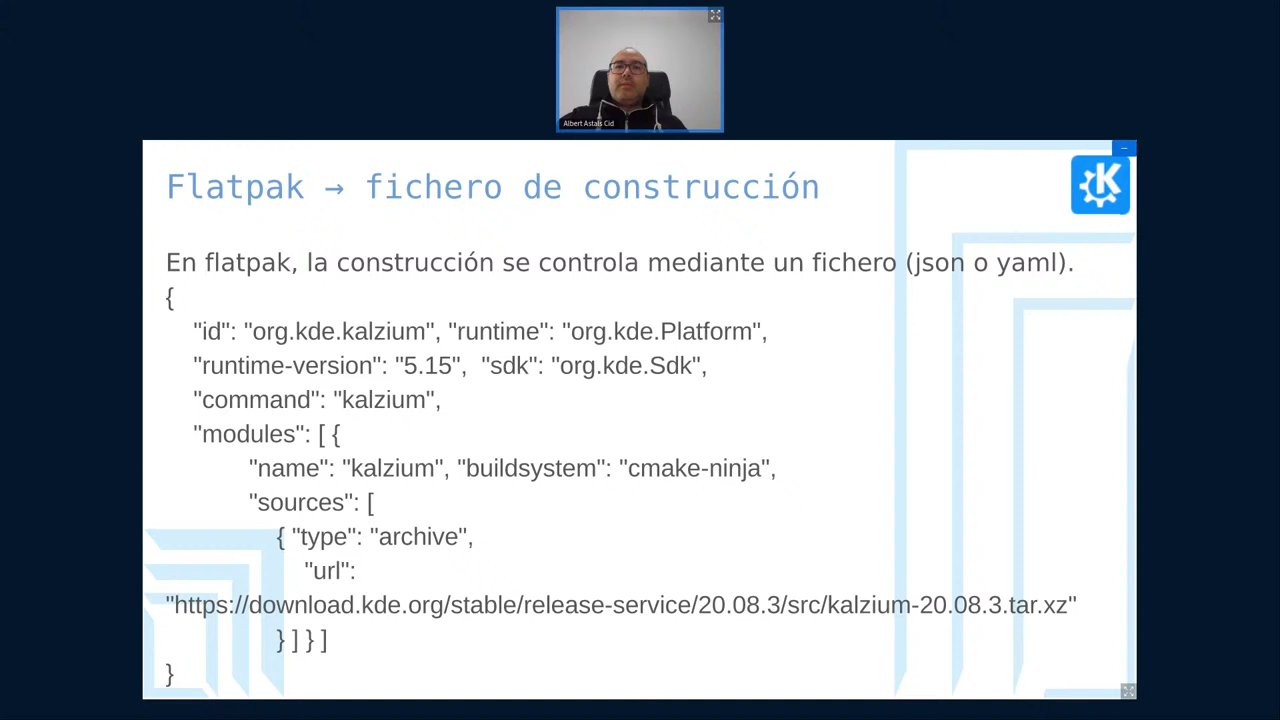 Albert Astals Cid
Flatpak → fichero de construcción
En flatpak, la construcción se controla mediante un fichero (json o yaml).
{
"id": "org.kde.kalzium", "runtime": "org.kde.Platform",
"runtime-version": "5.15", "sdk": "org.kde.Sdk",
"command": "kalzium",
"modules": [ {
"name": "kalzium", "buildsystem": "cmake-ninja",
"sources": [
{ "type": "archive",
"url":
"https://download.kde.org/stable/release-service/20.08.3/src/kalzium-20.08.3.tar.xz"
} ] } ]
}